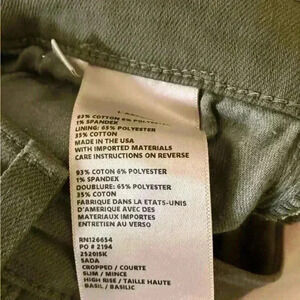 93% COTTON 6% POLYESTER
1% SPANDEX
LINING: 65% POLYESTER
35% COTTON
MADE IN THE USA
WITH IMPORTED MATERIALS
CARE INSTRUCTIONS ON REVERSE
93% COTON 6% POLYESTER
1% SPANDEX
DOUBLURE: 65% POLYESTER
35% COTON
FABRIQUE DANS LA ETATS-UNIS
D'AMERIQUE AVEC DES
MATERIAUX IMPORTES
ENTRETIEN AU VERSO
RN126654
PO # 2194
25201SK
SADA
CROPPED / COURTE
SLIM / MINCE
HIGH RISE / TAILLE HAUTE
BASIL / BASILIC